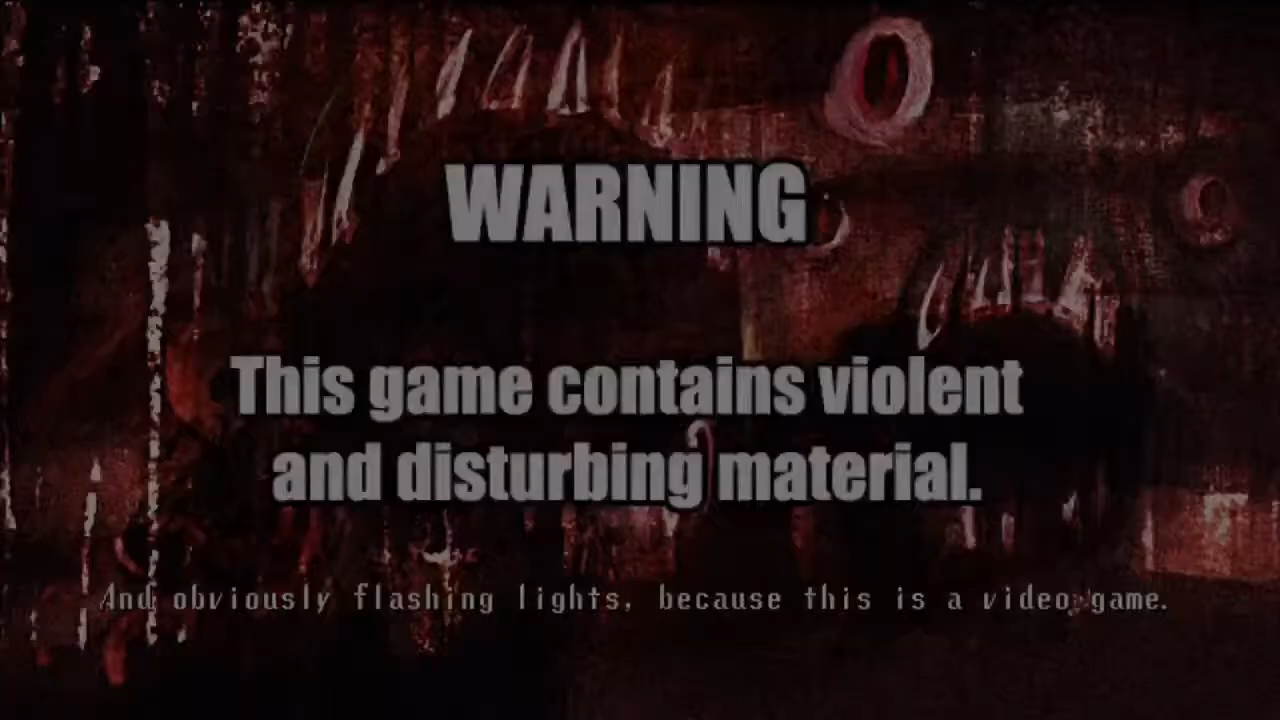 WARNING
This game contains violent
and disturbing material.
And obviously flashing lights, because this is a video game.